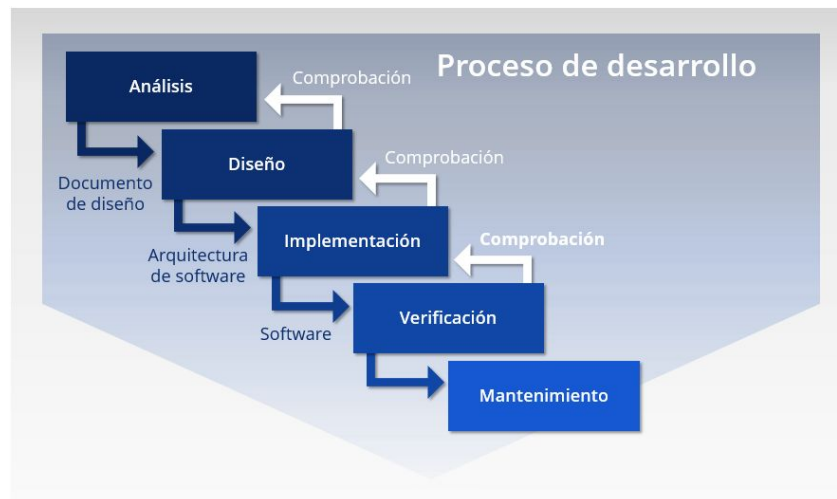 Proceso de desarrollo
Análisis
Comprobación
Diseño
Comprobación
Documento
de diseño
Implementación
Comprobación
Arquitectura
de software
Verificación
Software
Mantenimiento